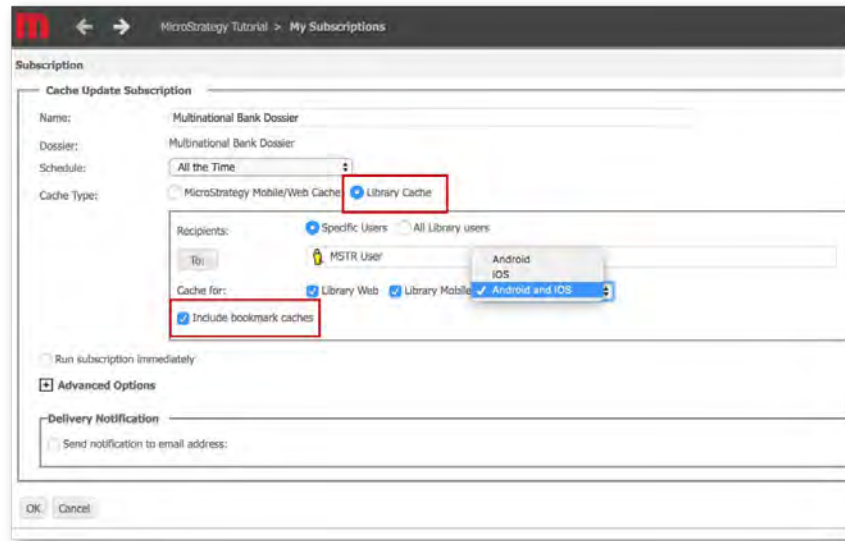 MicroStrategy Tutorial > My Subscriptions
Subscription
Cache Update Subscription
Name: Multinational Bank Dossier
Dossier: Multinational Bank Dossier
Schedule: All the Time
Cache Type: MicroStrategy Mobile/Web Cache Library Cache
Recipients: Specific Users All Library users
To: MSTR User
Android
iOS
Cache for: Library Web Library Mobile ✓ Android and iOS
Include bookmark caches
Run subscription immediately
+ Advanced Options
Delivery Notification
Send notification to email address:
OK Cancel